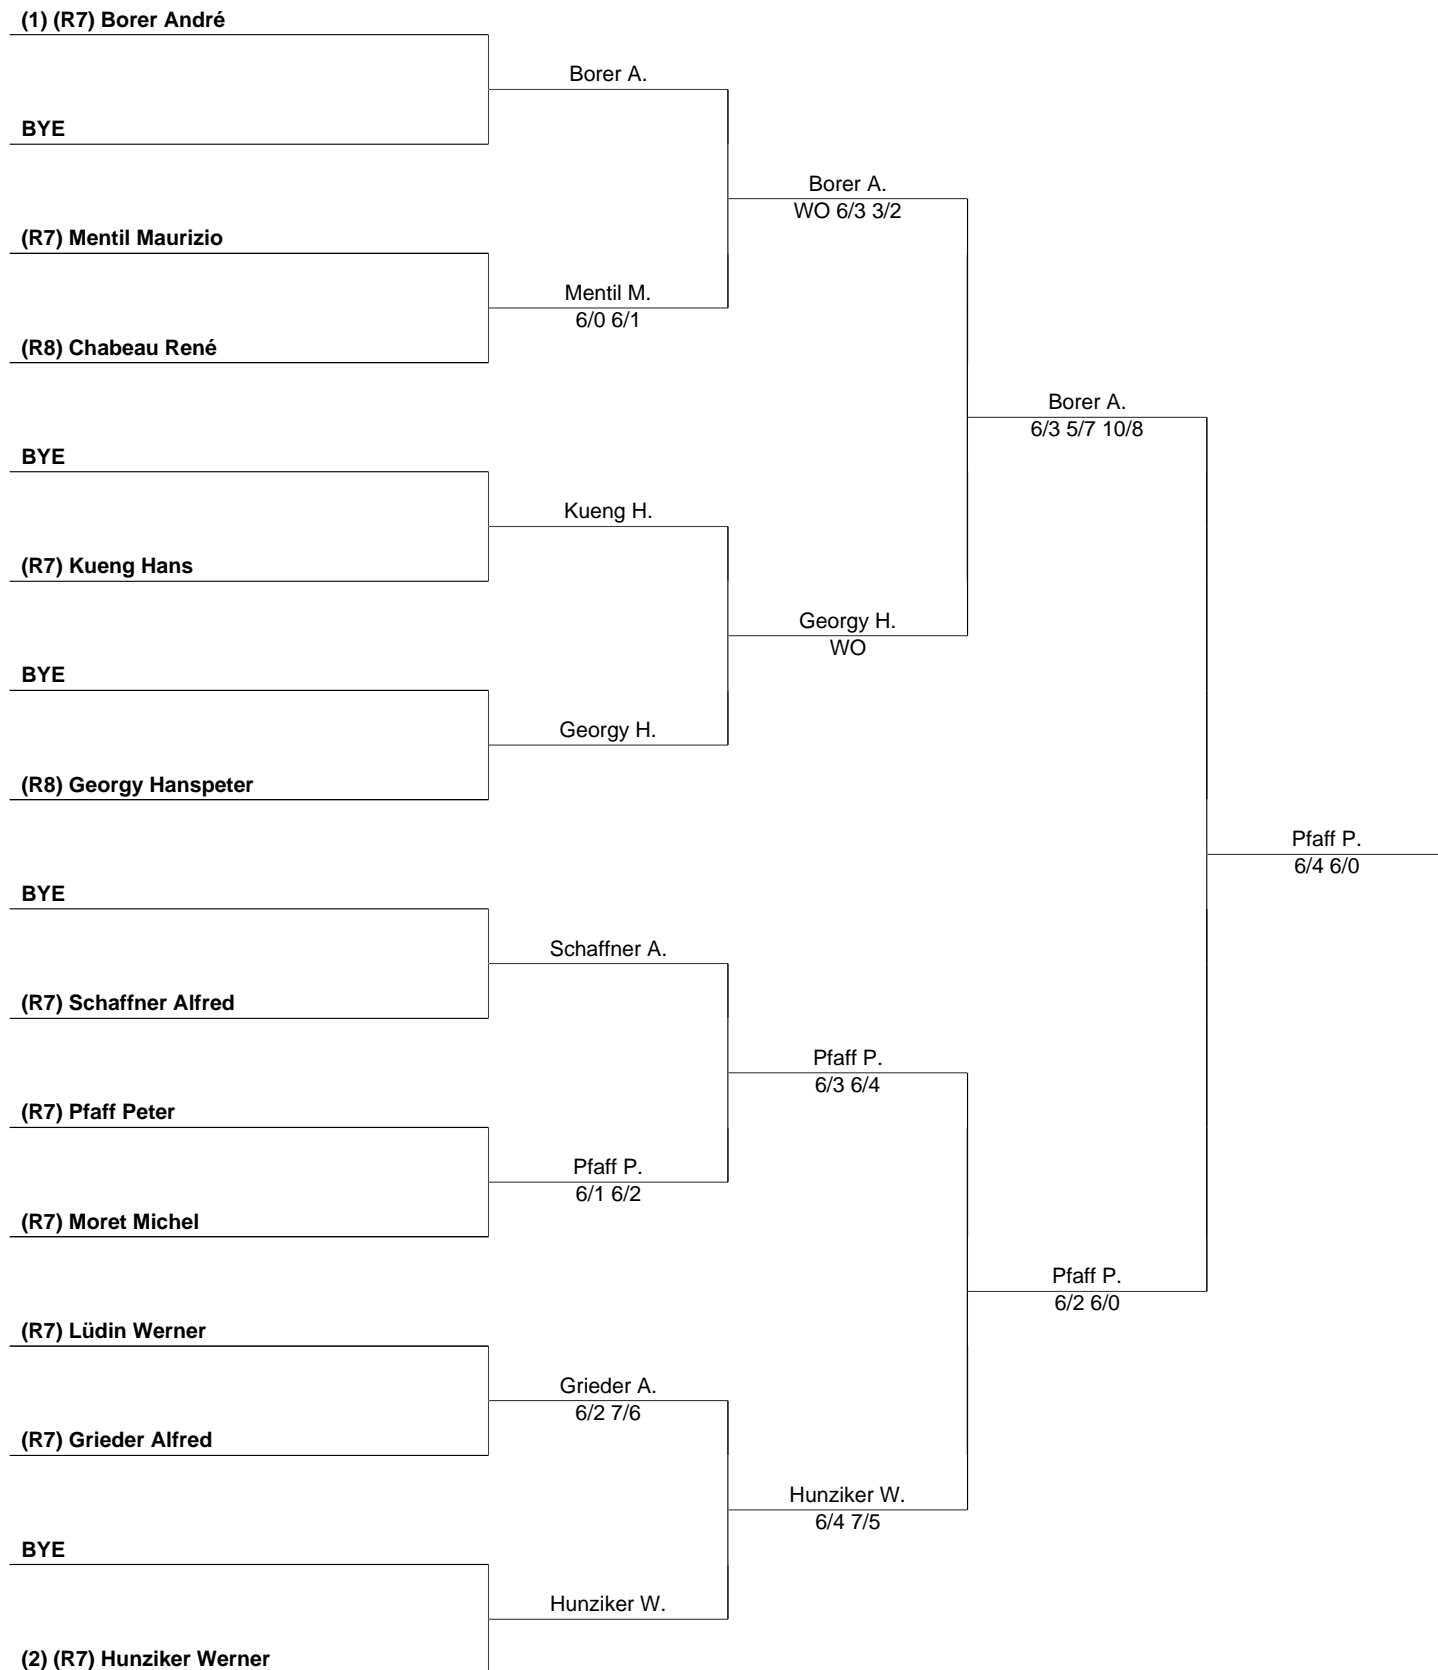 (1) (R7) Borer André
Borer A.
BYE
Borer A.
WO 6/3 3/2
(R7) Mentil Maurizio
Mentil M.
6/0 6/1
(R8) Chabeau René
Borer A.
6/3 5/7 10/8
BYE
Kueng H.
(R7) Kueng Hans
Georgy H.
WO
BYE
Georgy H.
(R8) Georgy Hanspeter
Pfaff P.
6/4 6/0
BYE
Schaffner A.
(R7) Schaffner Alfred
Pfaff P.
6/3 6/4
(R7) Pfaff Peter
Pfaff P.
6/1 6/2
(R7) Moret Michel
Pfaff P.
6/2 6/0
(R7) Lüdin Werner
Grieder A.
6/2 7/6
(R7) Grieder Alfred
Hunziker W.
6/4 7/5
BYE
Hunziker W.
(2) (R7) Hunziker Werner